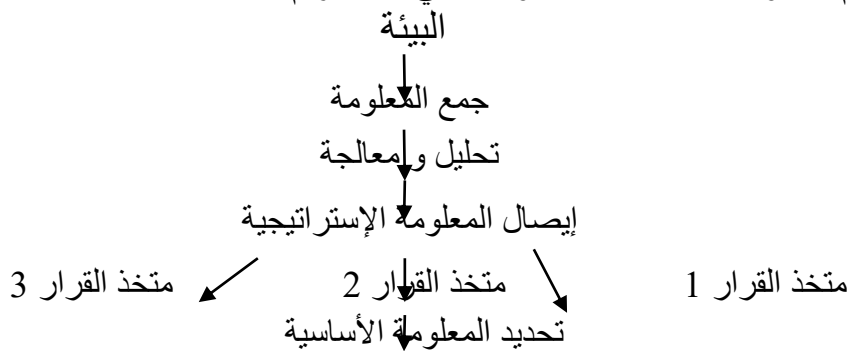 البيئة
جمع المعلومة
تحليل و معالجة
إيصال المعلومة الإستراتيجية
متخذ القرار 1 متخذ القرار 2 متخذ القرار 3
تحديد المعلومة الأساسية